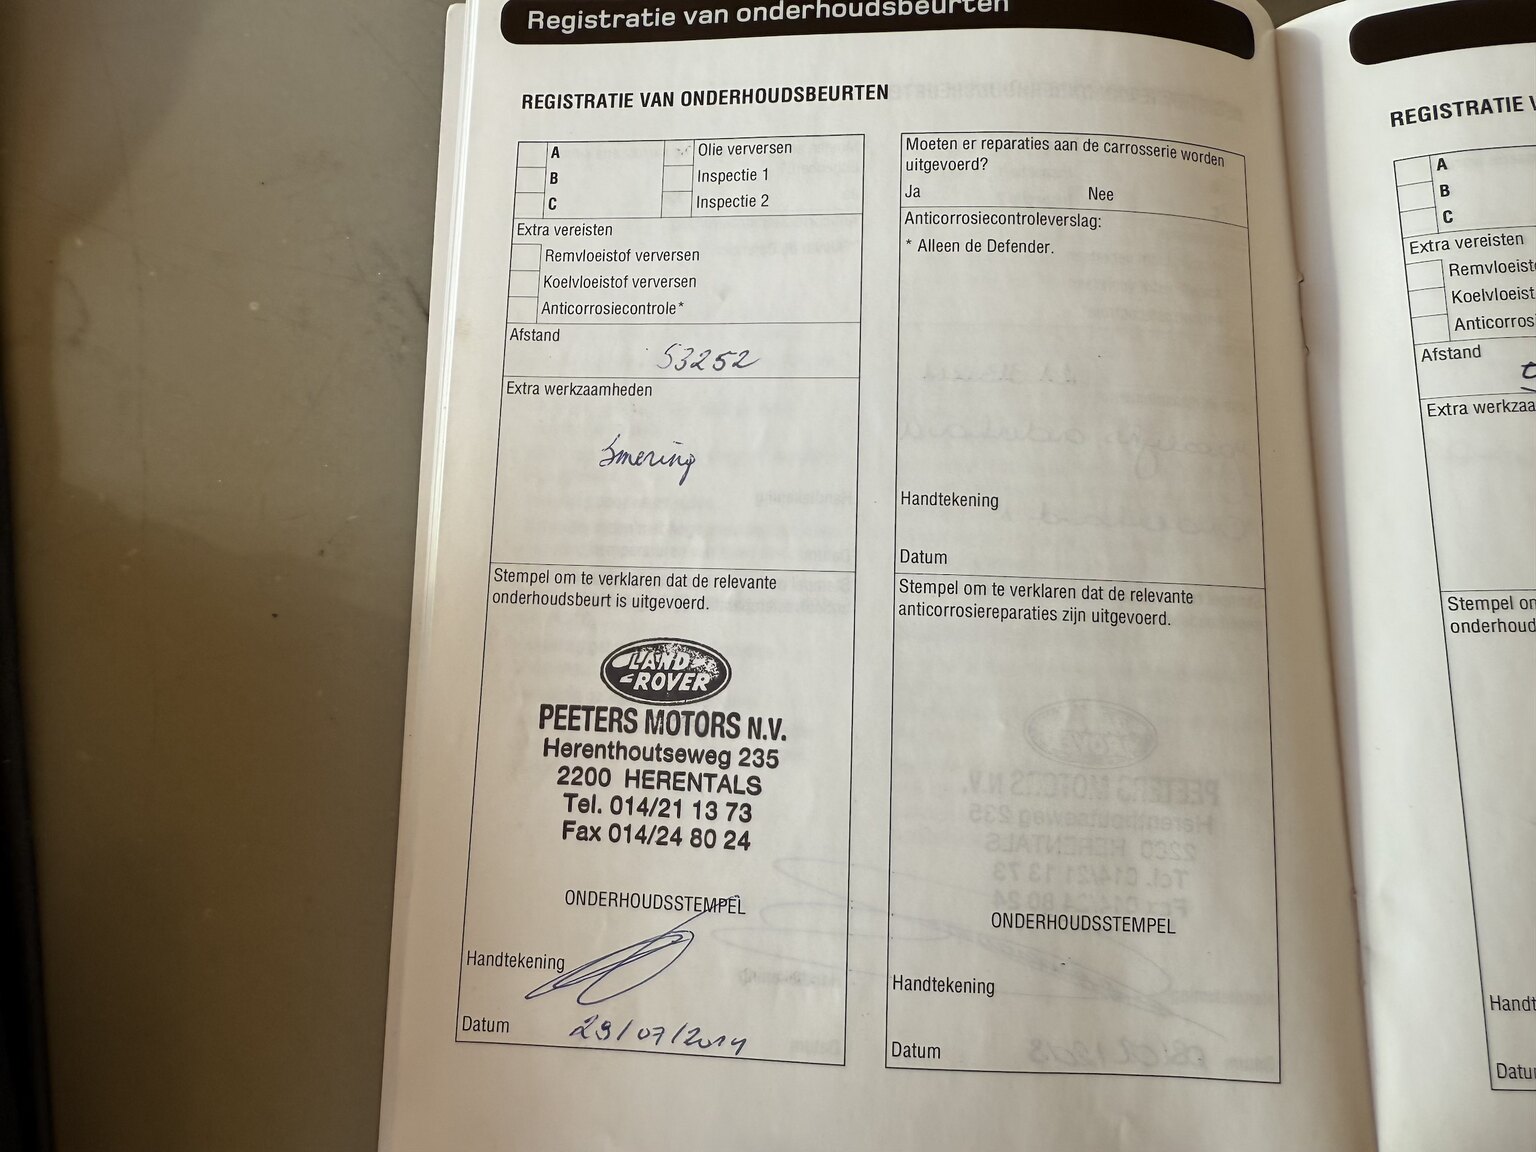 Registratie van onderhoudsbeurten
REGISTRATIE VAN ONDERHOUDSBEURTEN
A
Olie verversen
B
Inspectie 1
C
Inspectie 2
Extra vereisten
Remvloeistof verversen
Koelvloeistof verversen
Anticorrosiecontrole*
Afstand
53252
Extra werkzaamheden
Smering
Stempel om te verklaren dat de relevante
onderhoudsbeurt is uitgevoerd.
LAND
ROVER
PEETERS MOTORS N.V.
Herenthoutseweg 235
2200 HERENTALS
Tel. 014/21 13 73
Fax 014/24 80 24
ONDERHOUDSSTEMPEL
Handtekening
Datum 29/07/2014
Moeten er reparaties aan de carrosserie worden
uitgevoerd?
Ja Nee
Anticorrosiecontroleverslag:
* Alleen de Defender.
Handtekening
Datum
Stempel om te verklaren dat de relevante
anticorrosiereparaties zijn uitgevoerd.
ONDERHOUDSSTEMPEL
Handtekening
Datum
REGISTRATIE
A
B
C
Extra vereisten
Remvloeist
Koelvloeist
Anticorros
Afstand
Extra werkzaa
Stempel om
onderhoud
Handt
Datu